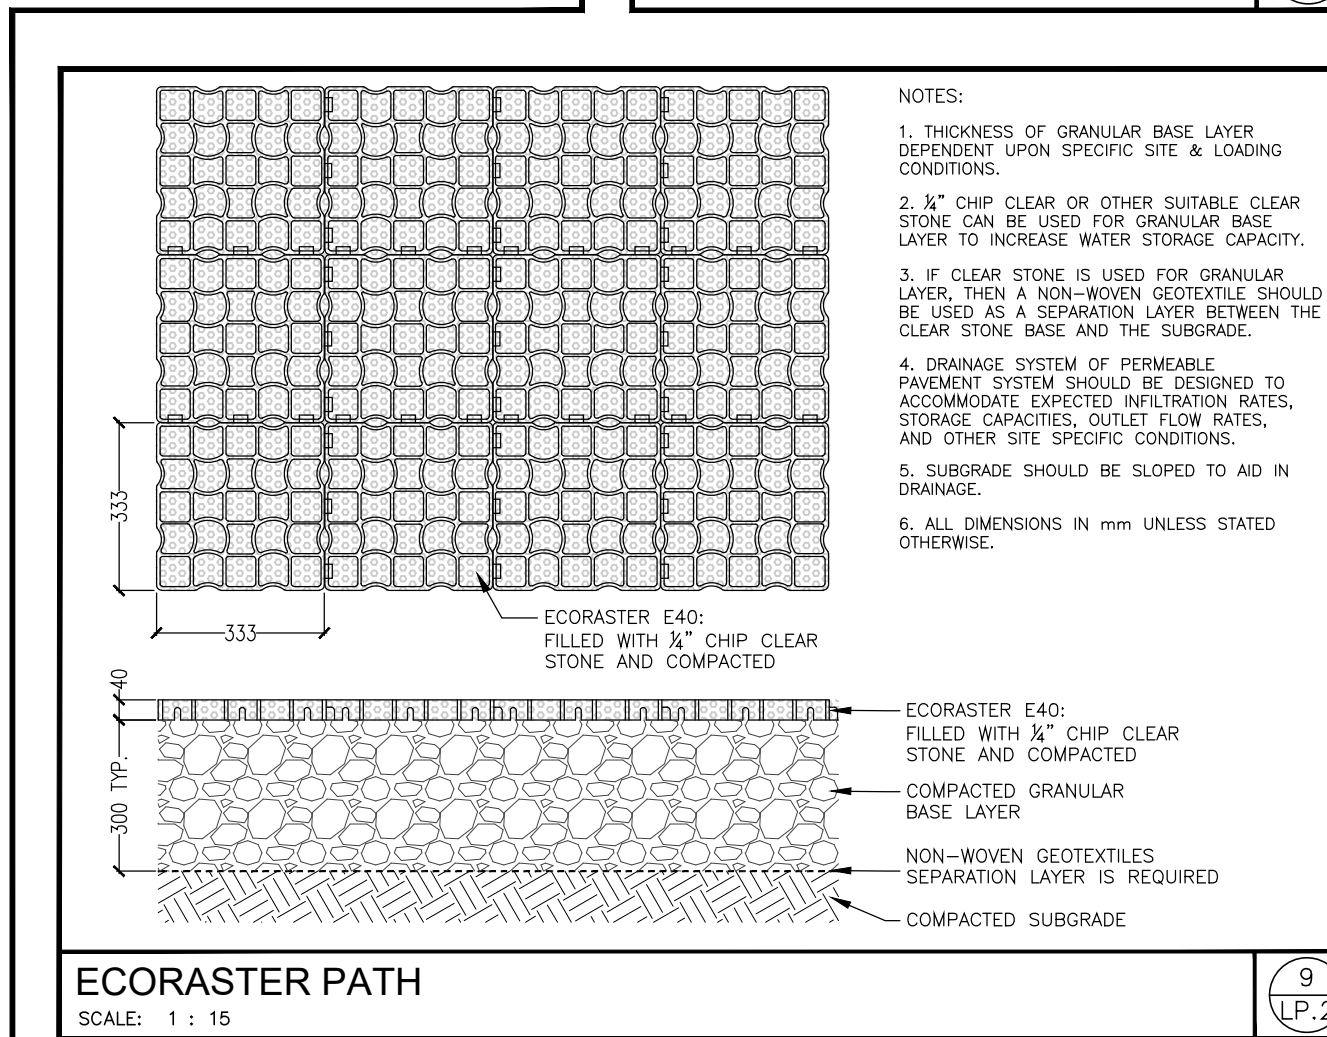 NOTES:
1. THICKNESS OF GRANULAR BASE LAYER
DEPENDENT UPON SPECIFIC SITE & LOADING
CONDITIONS.
2. ¼” CHIP CLEAR OR OTHER SUITABLE CLEAR
STONE CAN BE USED FOR GRANULAR BASE
LAYER TO INCREASE WATER STORAGE CAPACITY.
3. IF CLEAR STONE IS USED FOR GRANULAR
LAYER, THEN A NON-WOVEN GEOTEXTILE SHOULD
BE USED AS A SEPARATION LAYER BETWEEN THE
CLEAR STONE BASE AND THE SUBGRADE.
4. DRAINAGE SYSTEM OF PERMEABLE
PAVEMENT SYSTEM SHOULD BE DESIGNED TO
ACCOMMODATE EXPECTED INFILTRATION RATES,
STORAGE CAPACITIES, OUTLET FLOW RATES,
AND OTHER SITE SPECIFIC CONDITIONS.
5. SUBGRADE SHOULD BE SLOPED TO AID IN
DRAINAGE.
6. ALL DIMENSIONS IN mm UNLESS STATED
OTHERWISE.
333
333
ECORASTER E40:
FILLED WITH ¼” CHIP CLEAR
STONE AND COMPACTED
40
300 TYP.
ECORASTER E40:
FILLED WITH ¼” CHIP CLEAR
STONE AND COMPACTED
COMPACTED GRANULAR
BASE LAYER
NON-WOVEN GEOTEXTILES
SEPARATION LAYER IS REQUIRED
COMPACTED SUBGRADE
ECORASTER PATH
SCALE: 1 : 15
9
LP.2